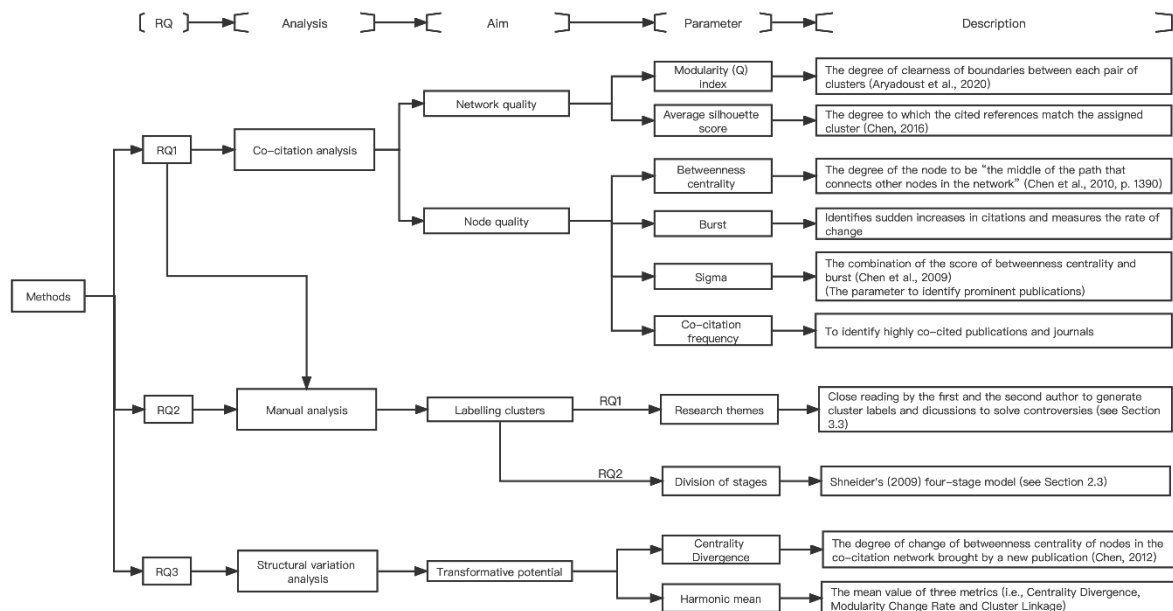 RQ
Analysis
Aim
Parameter
Description
Modularity (Q)
index
The degree of clearness of boundaries between each pair of
clusters (Aryadoust et al., 2020)
Network quality
Average silhouette
score
The degree to which the cited references match the assigned
cluster (Chen, 2016)
RQ1
Co-citation analysis
Betweenness
centrality
The degree of the node to be “the middle of the path that
connects other nodes in the network” (Chen et al., 2010, p. 1390)
Node quality
Burst
Identifies sudden increases in citations and measures the rate of
change
Sigma
The combination of the score of betweenness centrality and
burst (Chen et al., 2009)
(The parameter to identify prominent publications)
Methods
Co-citation
frequency
To identify highly co-cited publications and journals
RQ2
Manual analysis
Labelling clusters
RQ1
Research themes
Close reading by the first and the second author to generate
cluster labels and dicussions to solve controversies (see Section
3.3)
RQ2
Division of stages
Shneider's (2009) four-stage model (see Section 2.3)
RQ3
Structural variation
analysis
Transformative potential
Centrality
Divergence
The degree of change of betweenness centrality of nodes in the
co-citation network brought by a new publication (Chen, 2012)
Harmonic mean
The mean value of three metrics (i.e., Centrality Divergence,
Modularity Change Rate and Cluster Linkage)